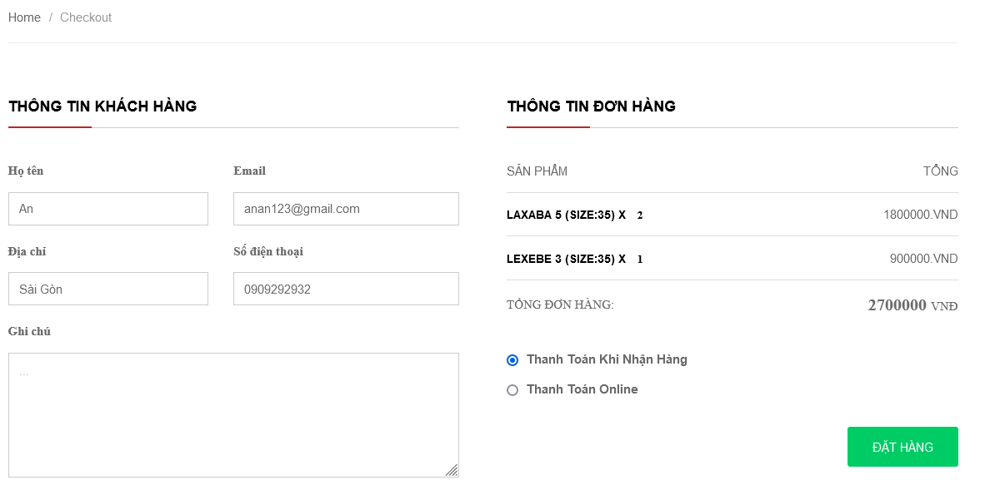 Home / Checkout
THÔNG TIN KHÁCH HÀNG
Họ tên
Email
An
anan123@gmail.com
Địa chỉ
Số điện thoại
Sài Gòn
0909292932
Ghi chú
...
THÔNG TIN ĐƠN HÀNG
SẢN PHẨM TỔNG
LAXABA 5 (SIZE:35) X 2 1800000.VND
LEXEBE 3 (SIZE:35) X 1 900000.VND
TỔNG ĐƠN HÀNG: 2700000 VNĐ
Thanh Toán Khi Nhận Hàng
Thanh Toán Online
ĐẶT HÀNG